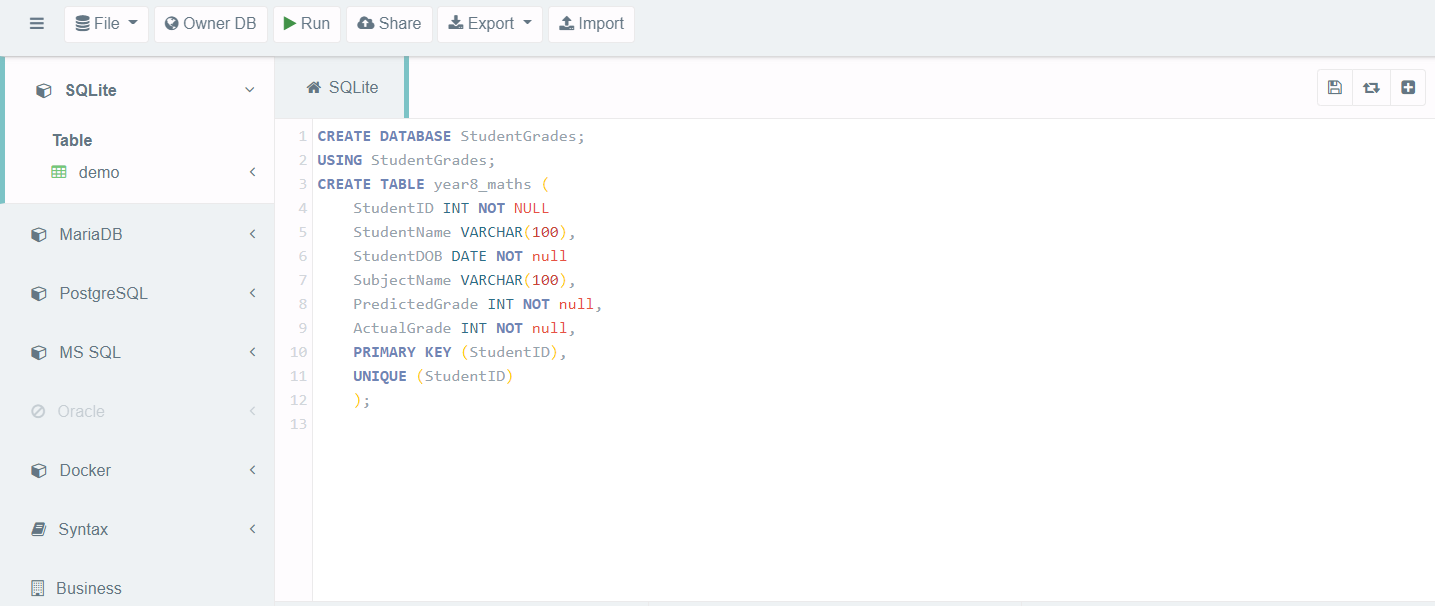 File Owner DB Run Share Export Import
SQLite
Table
demo
MariaDB
PostgreSQL
MS SQL
Oracle
Docker
Syntax
Business
SQLite
1 CREATE DATABASE StudentGrades;
2 USING StudentGrades;
3 CREATE TABLE year8_maths (
4     StudentID INT NOT NULL
5     StudentName VARCHAR(100),
6     StudentDOB DATE NOT null
7     SubjectName VARCHAR(100),
8     PredictedGrade INT NOT null,
9     ActualGrade INT NOT null,
10     PRIMARY KEY (StudentID),
11     UNIQUE (StudentID)
12     );
13